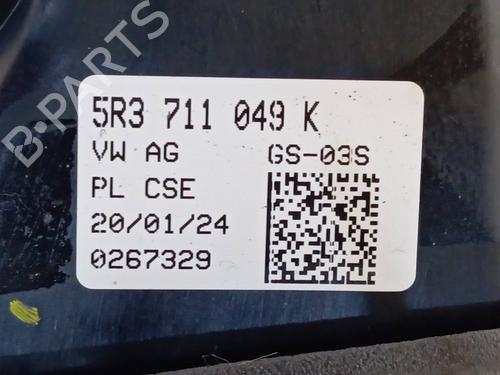 B-PARTS
5R3 711 049 K
VW AG GS-03S
PL CSE
20/01/24
0267329